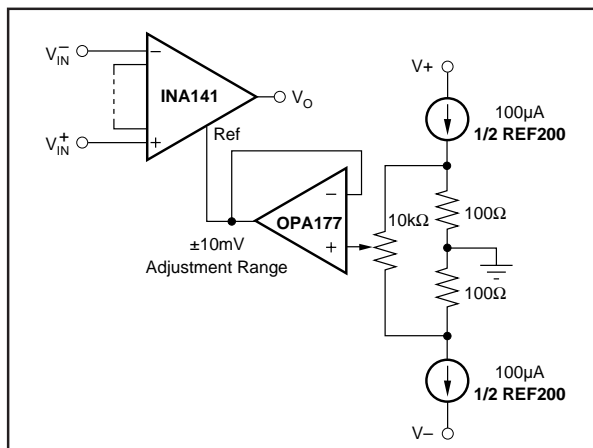 V−IN
−
INA141
VO
V+IN
+
Ref
V+
100µA
1/2 REF200
−
OPA177
+
10kΩ
100Ω
100Ω
±10mV
Adjustment Range
100µA
1/2 REF200
V–